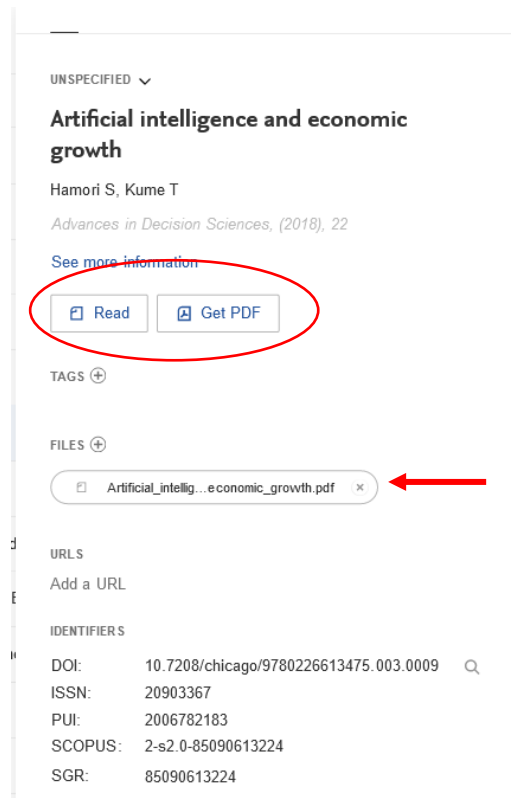 UNSPECIFIED
Artificial intelligence and economic
growth
Hamori S, Kume T
Advances in Decision Sciences, (2018), 22
See more information
Read
Get PDF
TAGS
FILES
Artificial_intellig...economic_growth.pdf
URLS
Add a URL
IDENTIFIERS
DOI: 10.7208/chicago/9780226613475.003.0009
ISSN: 20903367
PUI: 2006782183
SCOPUS: 2-s2.0-85090613224
SGR: 85090613224